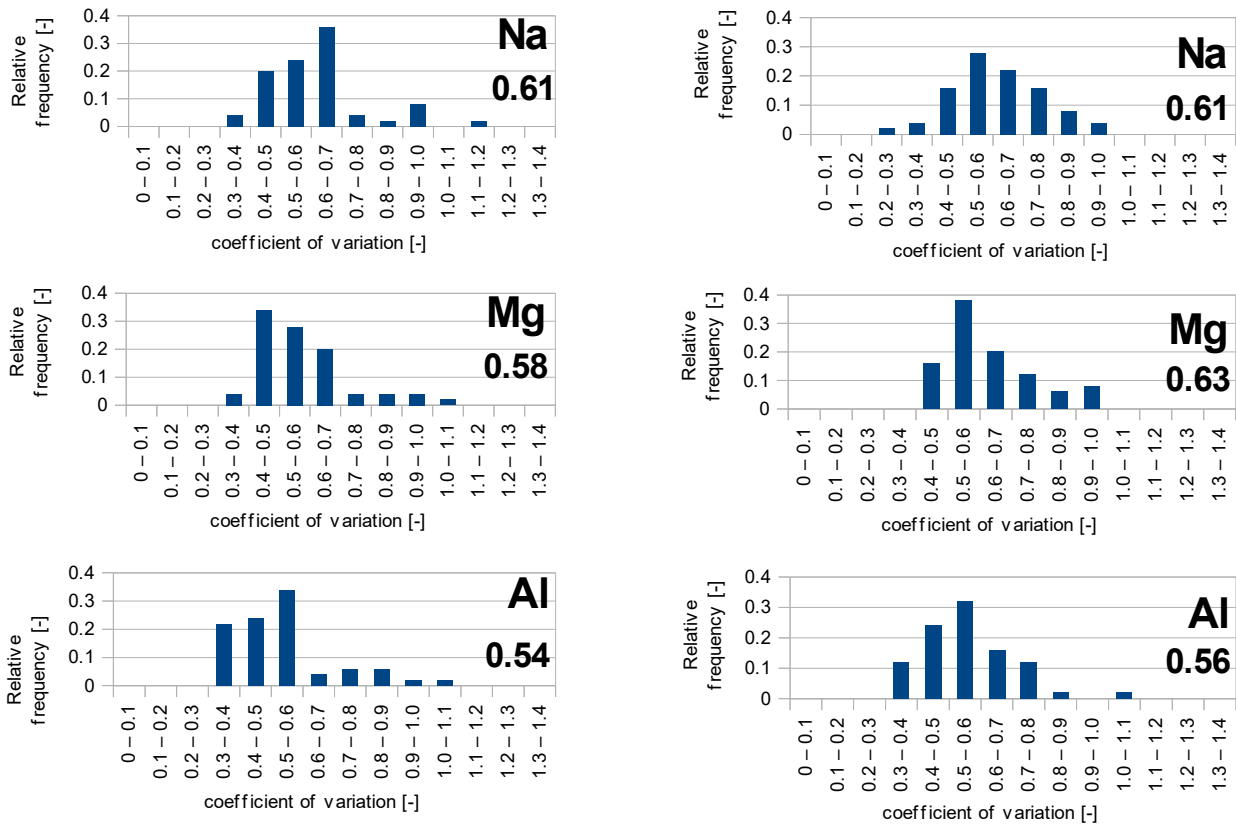 Relative
frequency [-]
0.4
0.3
0.2
0.1
0
Na
0.61
0 – 0.1
0.1 – 0.2
0.2 – 0.3
0.3 – 0.4
0.4 – 0.5
0.5 – 0.6
0.6 – 0.7
0.7 – 0.8
0.8 – 0.9
0.9 – 1.0
1.0 – 1.1
1.1 – 1.2
1.2 – 1.3
1.3 – 1.4
coefficient of variation [-]
Relative
frequency [-]
0.4
0.3
0.2
0.1
0
Na
0.61
0 – 0.1
0.1 – 0.2
0.2 – 0.3
0.3 – 0.4
0.4 – 0.5
0.5 – 0.6
0.6 – 0.7
0.7 – 0.8
0.8 – 0.9
0.9 – 1.0
1.0 – 1.1
1.1 – 1.2
1.2 – 1.3
1.3 – 1.4
coefficient of variation [-]
Relative
frequency [-]
0.4
0.3
0.2
0.1
0
Mg
0.58
0 – 0.1
0.1 – 0.2
0.2 – 0.3
0.3 – 0.4
0.4 – 0.5
0.5 – 0.6
0.6 – 0.7
0.7 – 0.8
0.8 – 0.9
0.9 – 1.0
1.0 – 1.1
1.1 – 1.2
1.2 – 1.3
1.3 – 1.4
coefficient of variation [-]
Relative
frequency [-]
0.4
0.3
0.2
0.1
0
Mg
0.63
0 – 0.1
0.1 – 0.2
0.2 – 0.3
0.3 – 0.4
0.4 – 0.5
0.5 – 0.6
0.6 – 0.7
0.7 – 0.8
0.8 – 0.9
0.9 – 1.0
1.0 – 1.1
1.1 – 1.2
1.2 – 1.3
1.3 – 1.4
coefficient of variation [-]
Relative
frequency [-]
0.4
0.3
0.2
0.1
0
Al
0.54
0 – 0.1
0.1 – 0.2
0.2 – 0.3
0.3 – 0.4
0.4 – 0.5
0.5 – 0.6
0.6 – 0.7
0.7 – 0.8
0.8 – 0.9
0.9 – 1.0
1.0 – 1.1
1.1 – 1.2
1.2 – 1.3
1.3 – 1.4
coefficient of variation [-]
Relative
frequency [-]
0.4
0.3
0.2
0.1
0
Al
0.56
0 – 0.1
0.1 – 0.2
0.2 – 0.3
0.3 – 0.4
0.4 – 0.5
0.5 – 0.6
0.6 – 0.7
0.7 – 0.8
0.8 – 0.9
0.9 – 1.0
1.0 – 1.1
1.1 – 1.2
1.2 – 1.3
1.3 – 1.4
coefficient of variation [-]